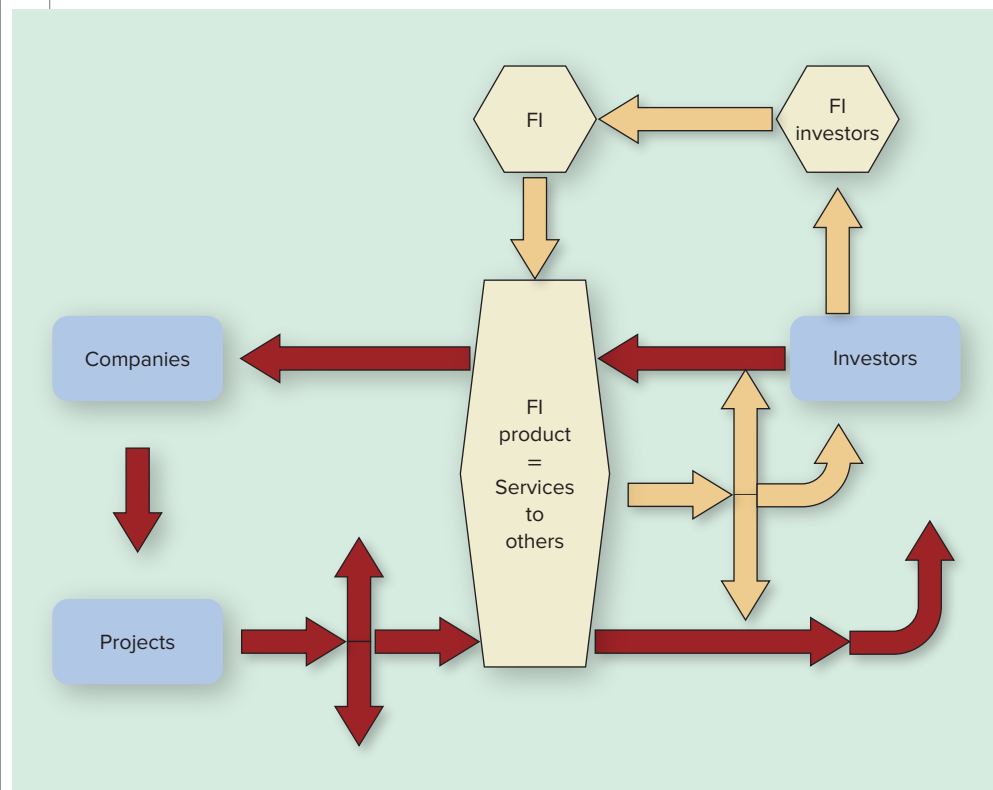 FI
FI
investors
Companies
Investors
FI
product
=
Services
to
others
Projects